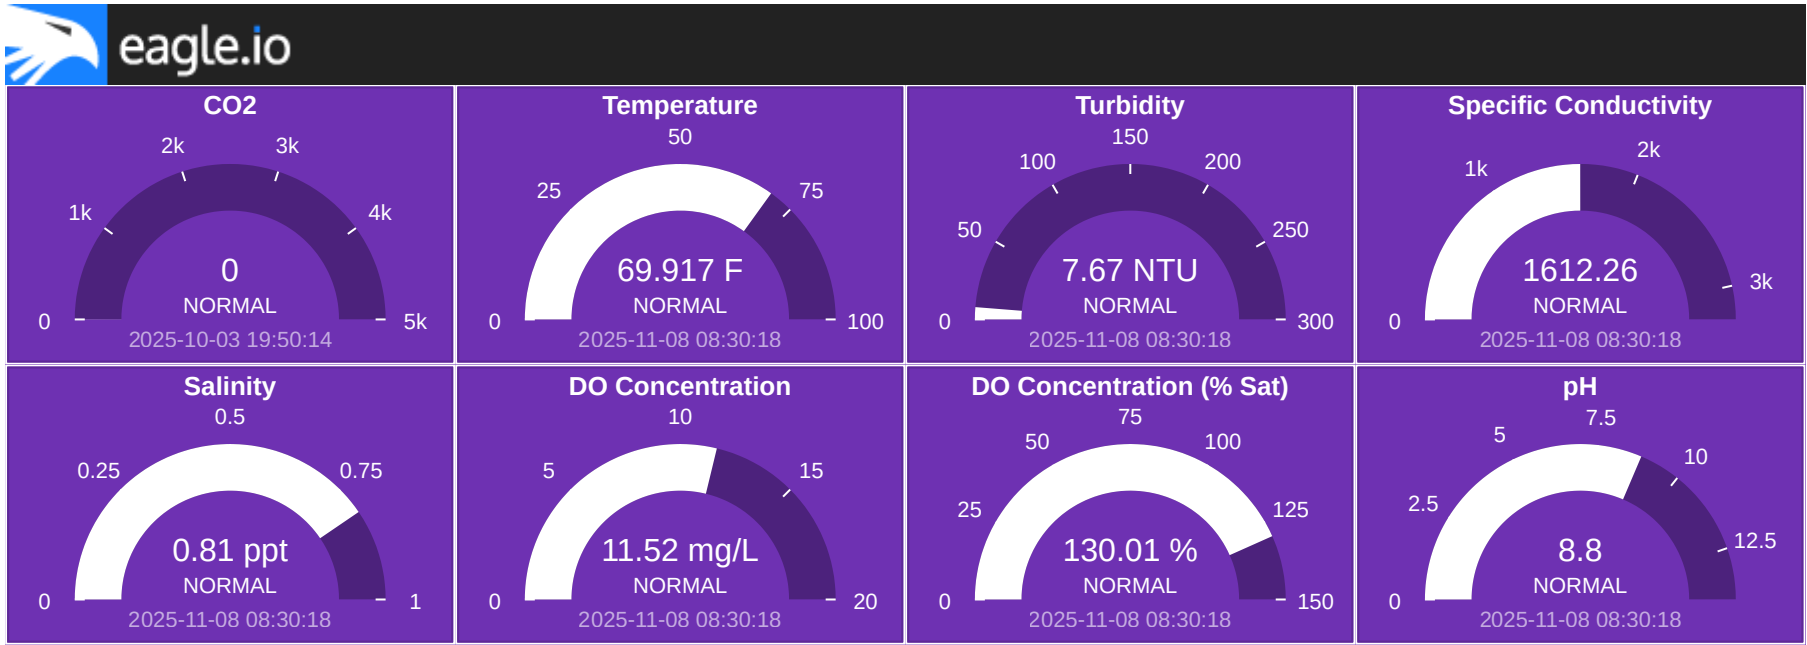 eagle.io
CO2
2k 3k
1k 4k
0
NORMAL
0 5k
2025-10-03 19:50:14
Temperature
50
25 75
69.917 F
NORMAL
0 100
2025-11-08 08:30:18
Turbidity
150
100 200
50 250
7.67 NTU
NORMAL
0 300
2025-11-08 08:30:18
Specific Conductivity
2k
1k
1612.26
3k
NORMAL
0
2025-11-08 08:30:18
Salinity
0.5
0.25 0.75
0.81 ppt
NORMAL
0 1
2025-11-08 08:30:18
DO Concentration
10
5 15
11.52 mg/L
NORMAL
0 20
2025-11-08 08:30:18
DO Concentration (% Sat)
75
50 100
25 125
130.01 %
NORMAL
0 150
2025-11-08 08:30:18
pH
7.5
5
10
2.5
12.5
8.8
NORMAL
0
2025-11-08 08:30:18